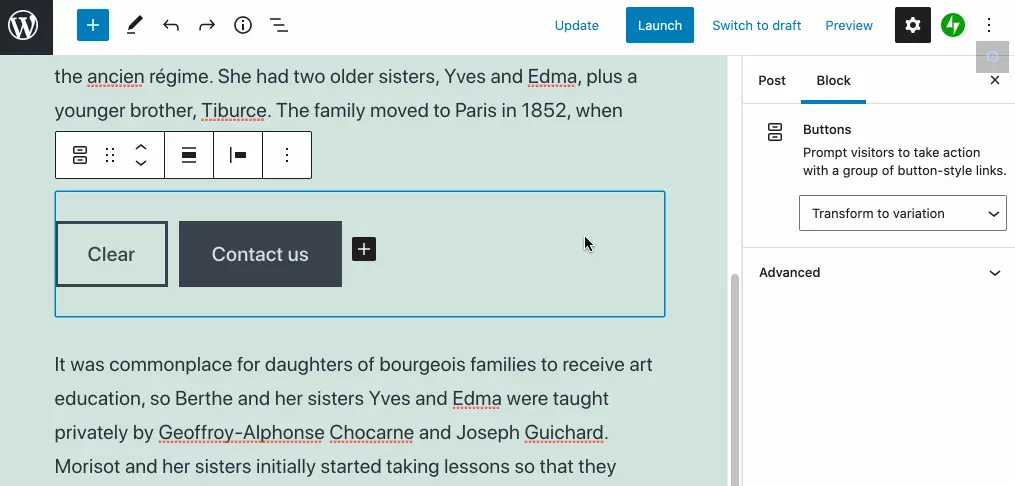 Update
Launch
Switch to draft
Preview
the ancien régime. She had two older sisters, Yves and Edma, plus a
younger brother, Tiburce. The family moved to Paris in 1852, when
Clear
Contact us
It was commonplace for daughters of bourgeois families to receive art
education, so Berthe and her sisters Yves and Edma were taught
privately by Geoffroy-Alphonse Chocarne and Joseph Guichard.
Morisot and her sisters initially started taking lessons so that they
Post
Block
Buttons
Prompt visitors to take action
with a group of button-style links.
Transform to variation
Advanced